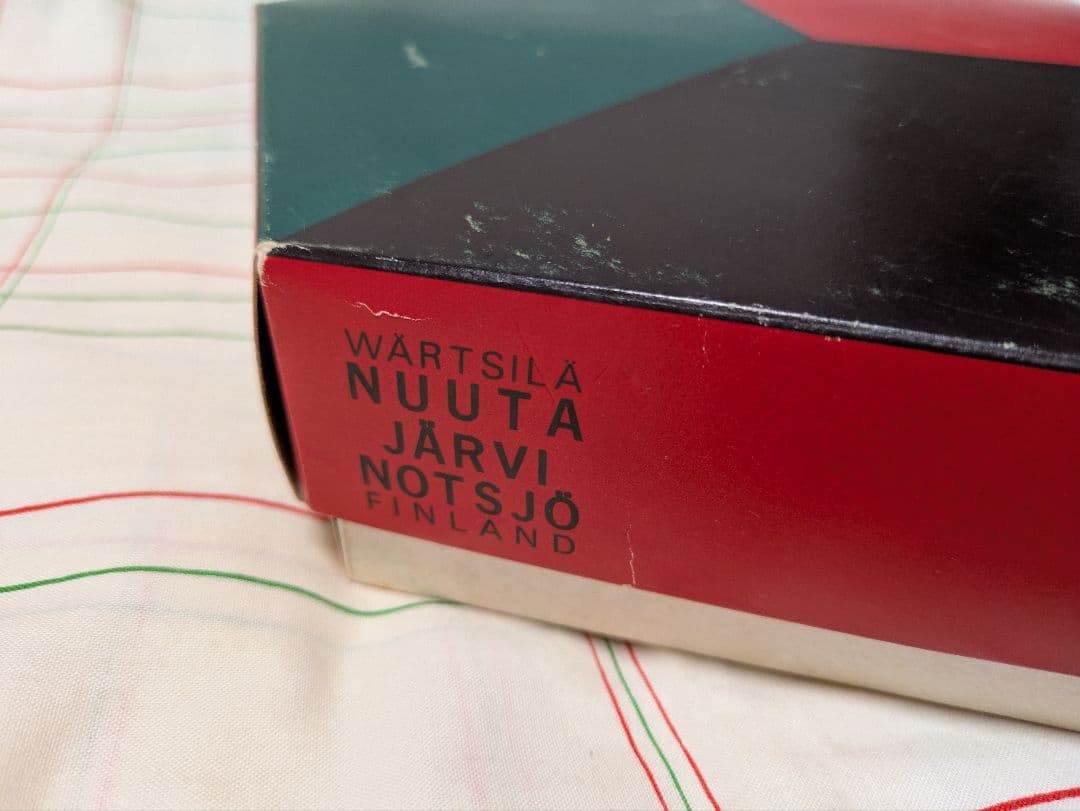 WÄRTSILÄ
NUUTA
JÄRVI
NOTSJÖ
FINLAND